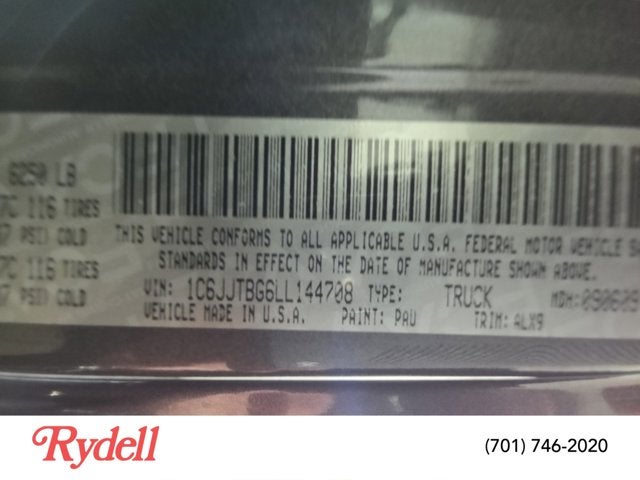 6250 LB
7C 116 TIRES
7 PSI) COLD
7C 116 TIRES
7 PSI) COLD
THIS VEHICLE CONFORMS TO ALL APPLICABLE U.S.A. FEDERAL MOTOR VEHICLE
STANDARDS IN EFFECT ON THE DATE OF MANUFACTURE SHOWN ABOVE.
VIN: 1C6JJTBG6LL144708 TYPE: TRUCK MDH: 090605
VEHICLE MADE IN U.S.A. PAINT: PAU TRIM: ALX9
Rydell
(701) 746-2020